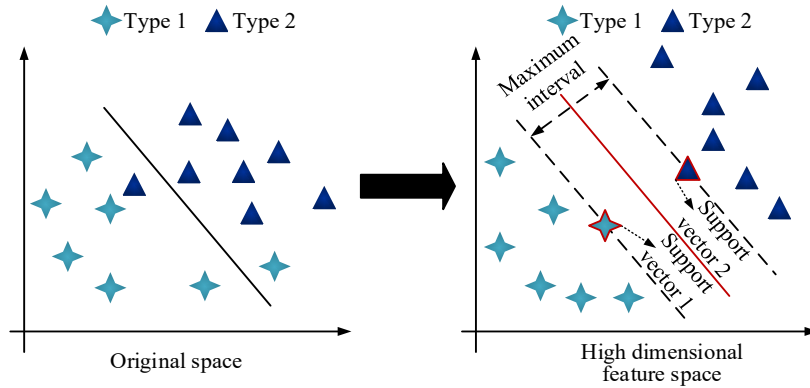 Type 1 Type 2
Original space
Type 1 Type 2
Maximum
interval
Support
vector 2
Support
vector 1
High dimensional
feature space